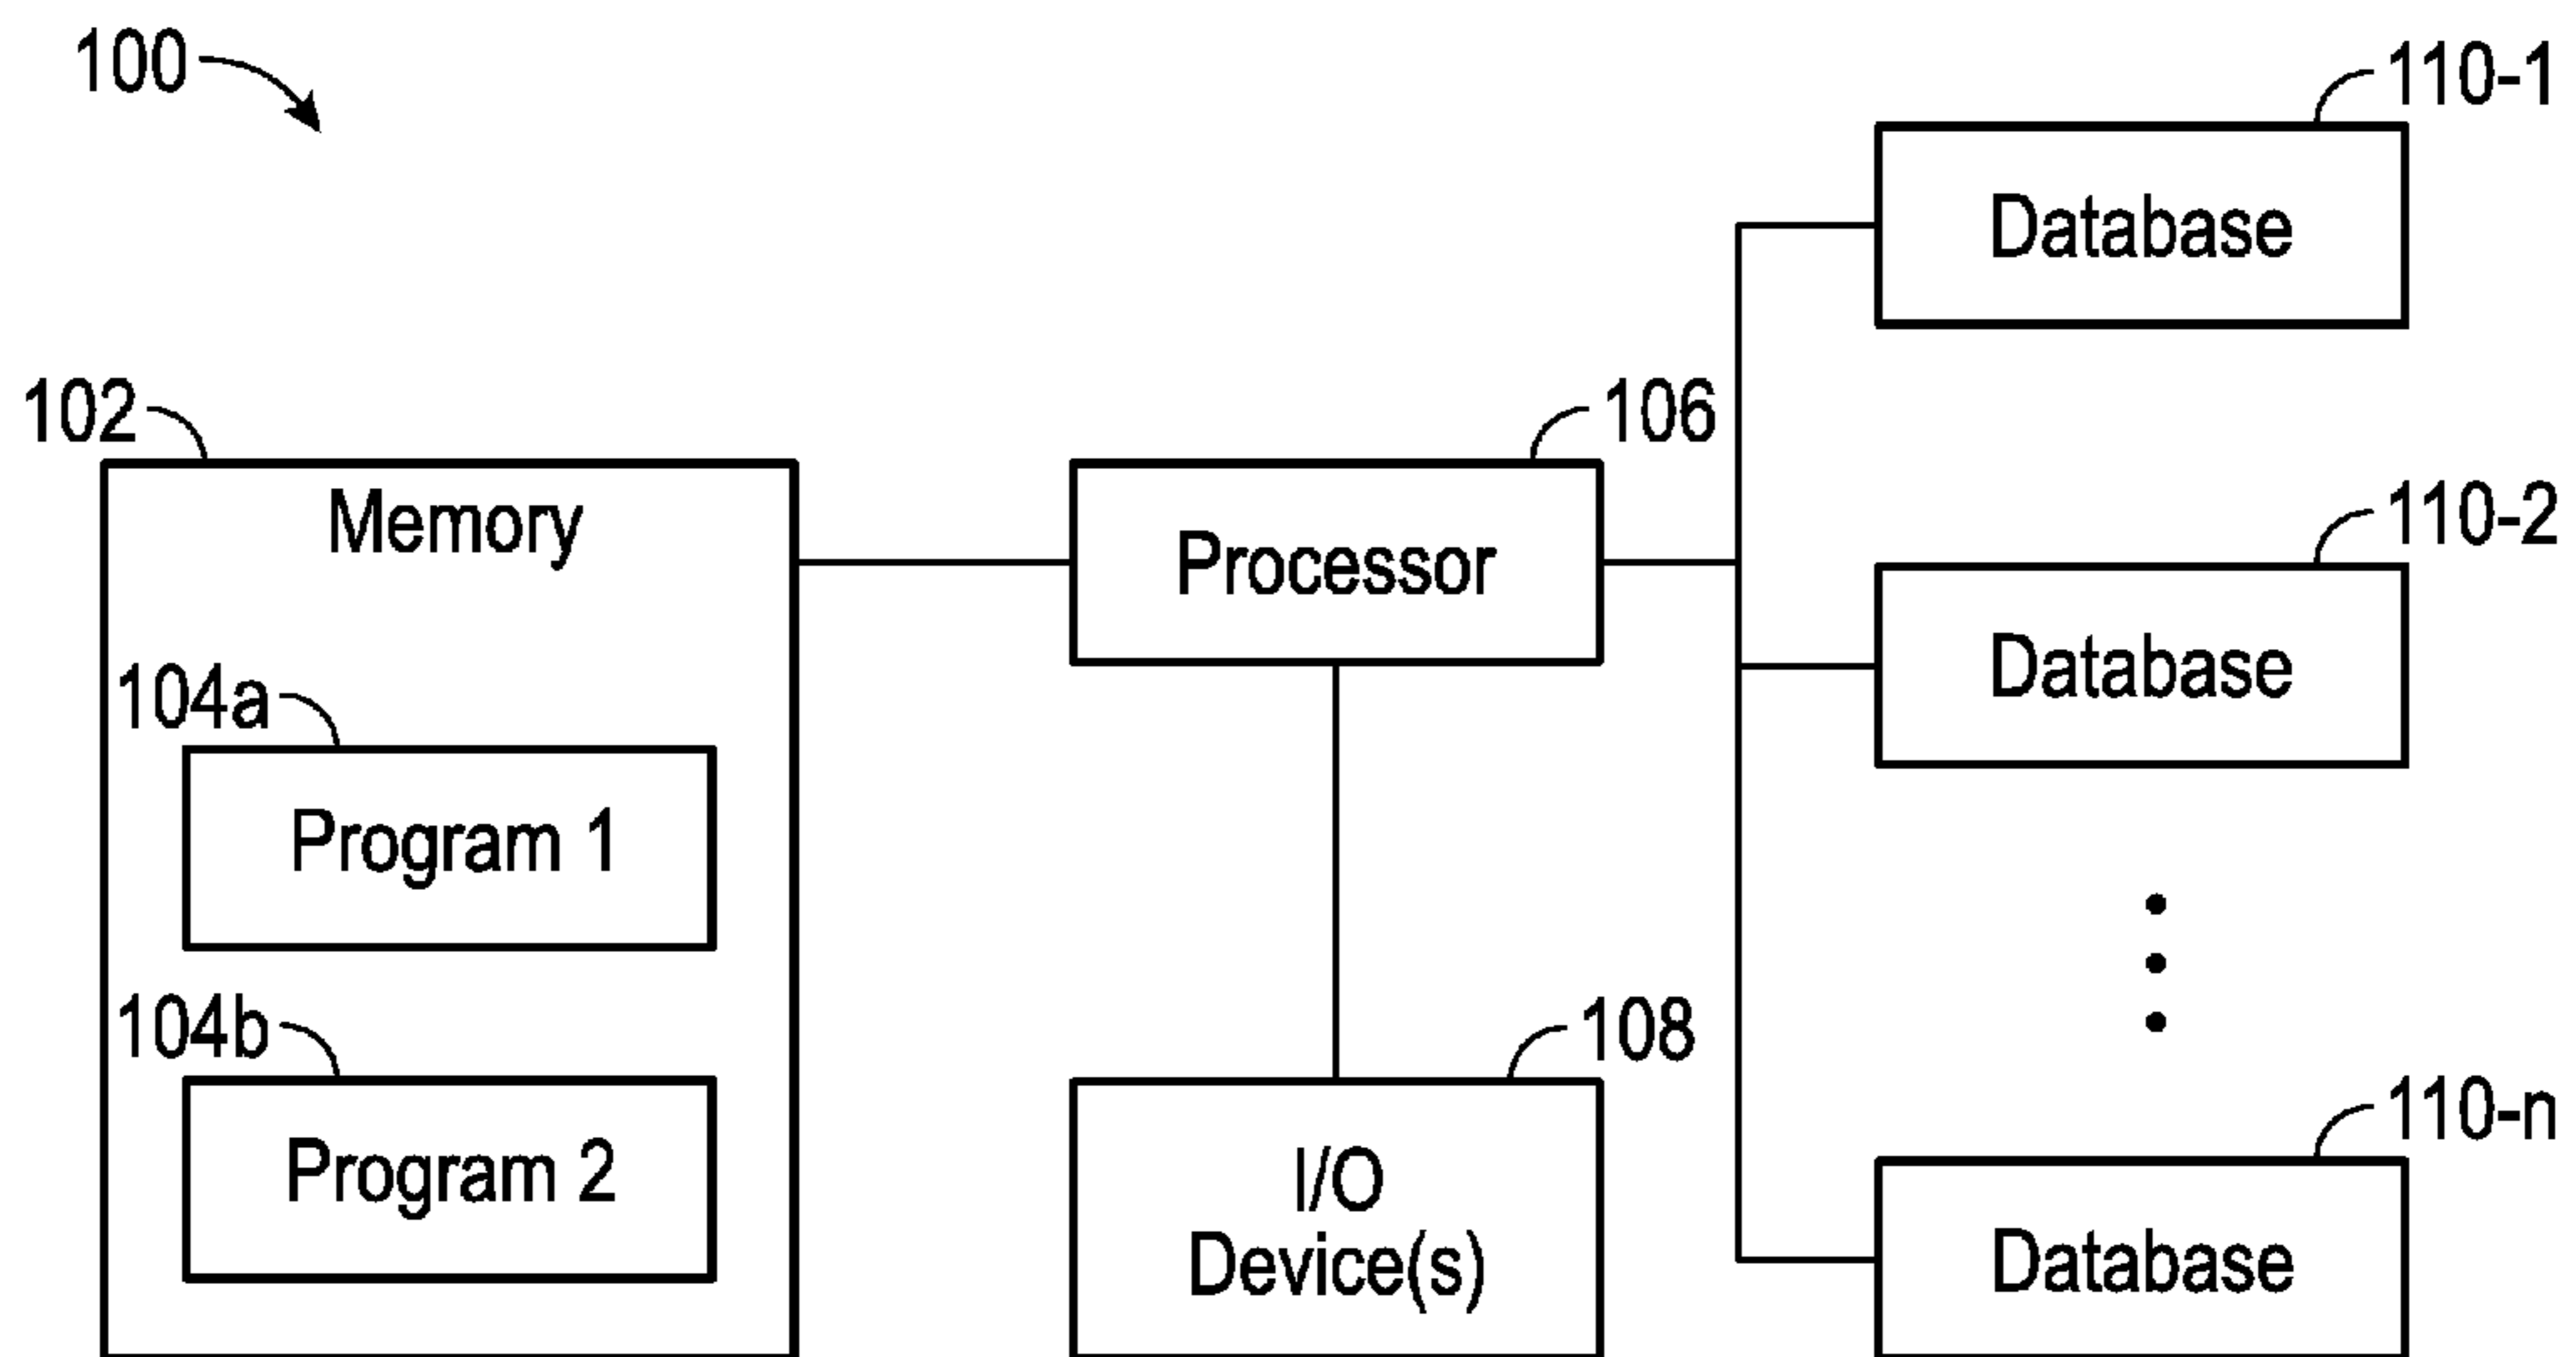 100
110-1
Database
102
106
Memory
Processor
110-2
Database
104a
Program 1
104b
Program 2
108
I/O
Device(s)
110-n
Database